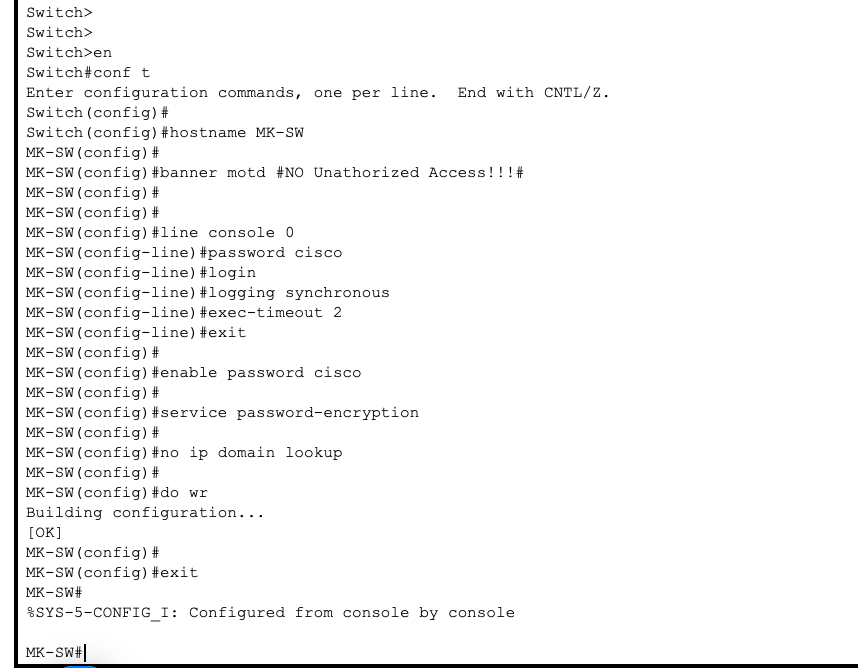 Switch>
Switch>
Switch>en
Switch#conf t
Enter configuration commands, one per line.  End with CNTL/Z.
Switch(config)#
Switch(config)#hostname MK-SW
MK-SW(config)#
MK-SW(config)#banner motd #NO Unathorized Access!!!#
MK-SW(config)#
MK-SW(config)#
MK-SW(config)#line console 0
MK-SW(config-line)#password cisco
MK-SW(config-line)#login
MK-SW(config-line)#logging synchronous
MK-SW(config-line)#exec-timeout 2
MK-SW(config-line)#exit
MK-SW(config)#
MK-SW(config)#enable password cisco
MK-SW(config)#
MK-SW(config)#service password-encryption
MK-SW(config)#
MK-SW(config)#no ip domain lookup
MK-SW(config)#
MK-SW(config)#do wr
Building configuration...
[OK]
MK-SW(config)#
MK-SW(config)#exit
MK-SW#
%SYS-5-CONFIG_I: Configured from console by console
MK-SW#